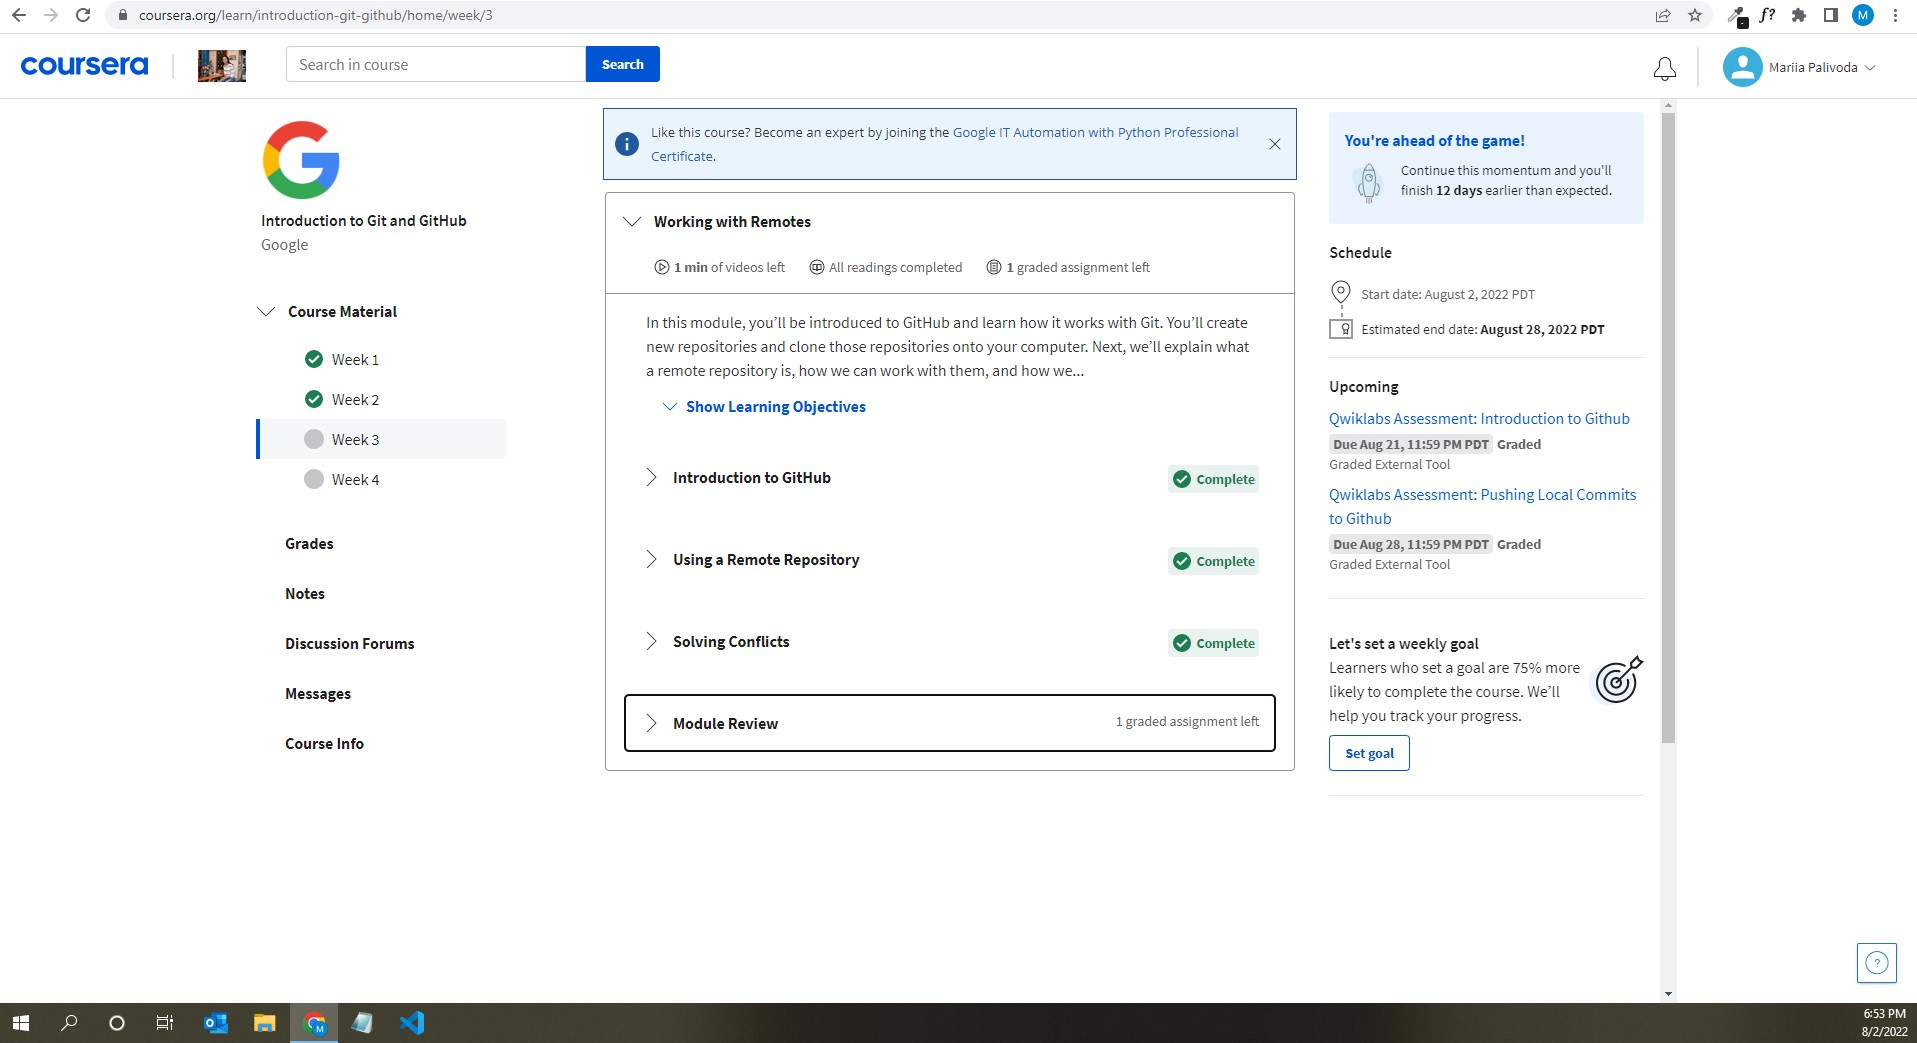 coursera.org/learn/introduction-git-github/home/week/3
f?
M
coursera
Search in course
Search
Mariia Palivoda
Introduction to Git and GitHub
Google
Course Material
Week 1
Week 2
Week 3
Week 4
Grades
Notes
Discussion Forums
Messages
Course Info
Like this course? Become an expert by joining the Google IT Automation with Python Professional
Certificate.
Working with Remotes
1 min of videos left
All readings completed
1 graded assignment left
In this module, you’ll be introduced to GitHub and learn how it works with Git. You’ll create
new repositories and clone those repositories onto your computer. Next, we’ll explain what
a remote repository is, how we can work with them, and how we...
Show Learning Objectives
Introduction to GitHub
Complete
Using a Remote Repository
Complete
Solving Conflicts
Complete
Module Review
1 graded assignment left
You're ahead of the game!
Continue this momentum and you'll
finish 12 days earlier than expected.
Schedule
Start date: August 2, 2022 PDT
Estimated end date: August 28, 2022 PDT
Upcoming
Qwiklabs Assessment: Introduction to Github
Due Aug 21, 11:59 PM PDT Graded
Graded External Tool
Qwiklabs Assessment: Pushing Local Commits
to Github
Due Aug 28, 11:59 PM PDT Graded
Graded External Tool
Let's set a weekly goal
Learners who set a goal are 75% more
likely to complete the course. We’ll
help you track your progress.
Set goal
?
M
6:53 PM
8/2/2022